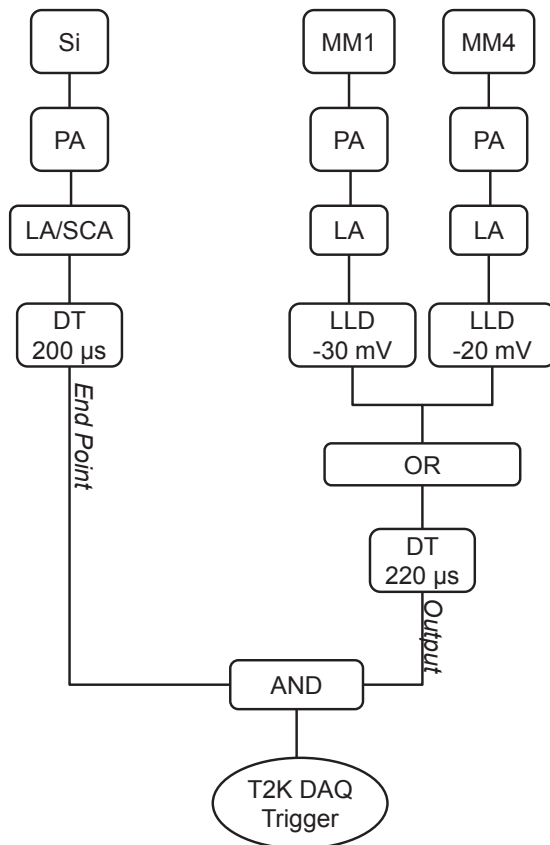 Si
MM1
MM4
PA
PA
PA
LA/SCA
LA
LA
DT
200 μs
LLD
-30 mV
LLD
-20 mV
End Point
OR
DT
220 μs
Output
AND
T2K DAQ
Trigger